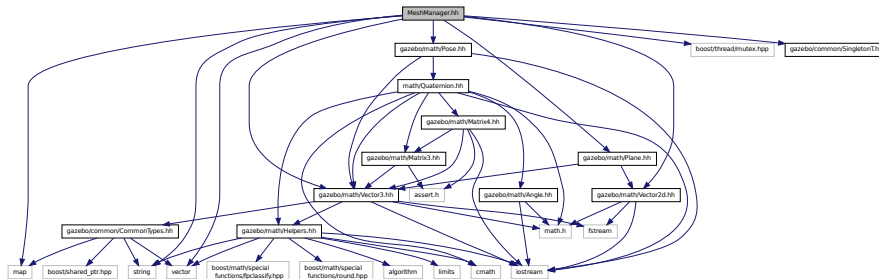 MeshManager.hh
gazebo/math/Pose.hh
boost/thread/mutex.hpp
gazebo/common/SingletonT.hh
math/Quaternion.hh
gazebo/math/Matrix4.hh
gazebo/math/Matrix3.hh
gazebo/math/Plane.hh
gazebo/math/Vector3.hh
assert.h
gazebo/math/Angle.hh
gazebo/math/Vector2d.hh
gazebo/common/CommonTypes.hh
gazebo/math/Helpers.hh
math.h
fstream
map
boost/shared_ptr.hpp
string
vector
boost/math/special
functions/fpclassify.hpp
boost/math/special
functions/round.hpp
algorithm
limits
cmath
iostream